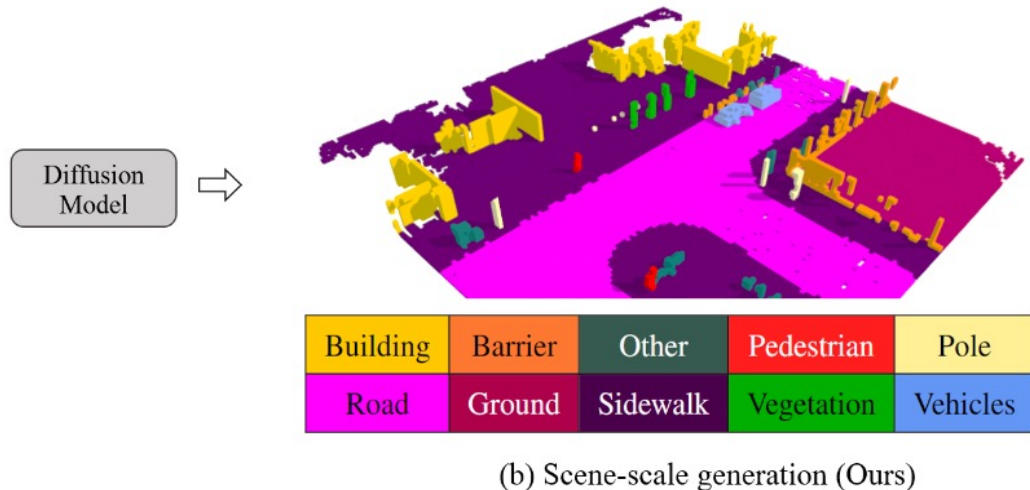 Diffusion
Model
Building Barrier Other Pedestrian Pole
Road Ground Sidewalk Vegetation Vehicles
(b) Scene-scale generation (Ours)